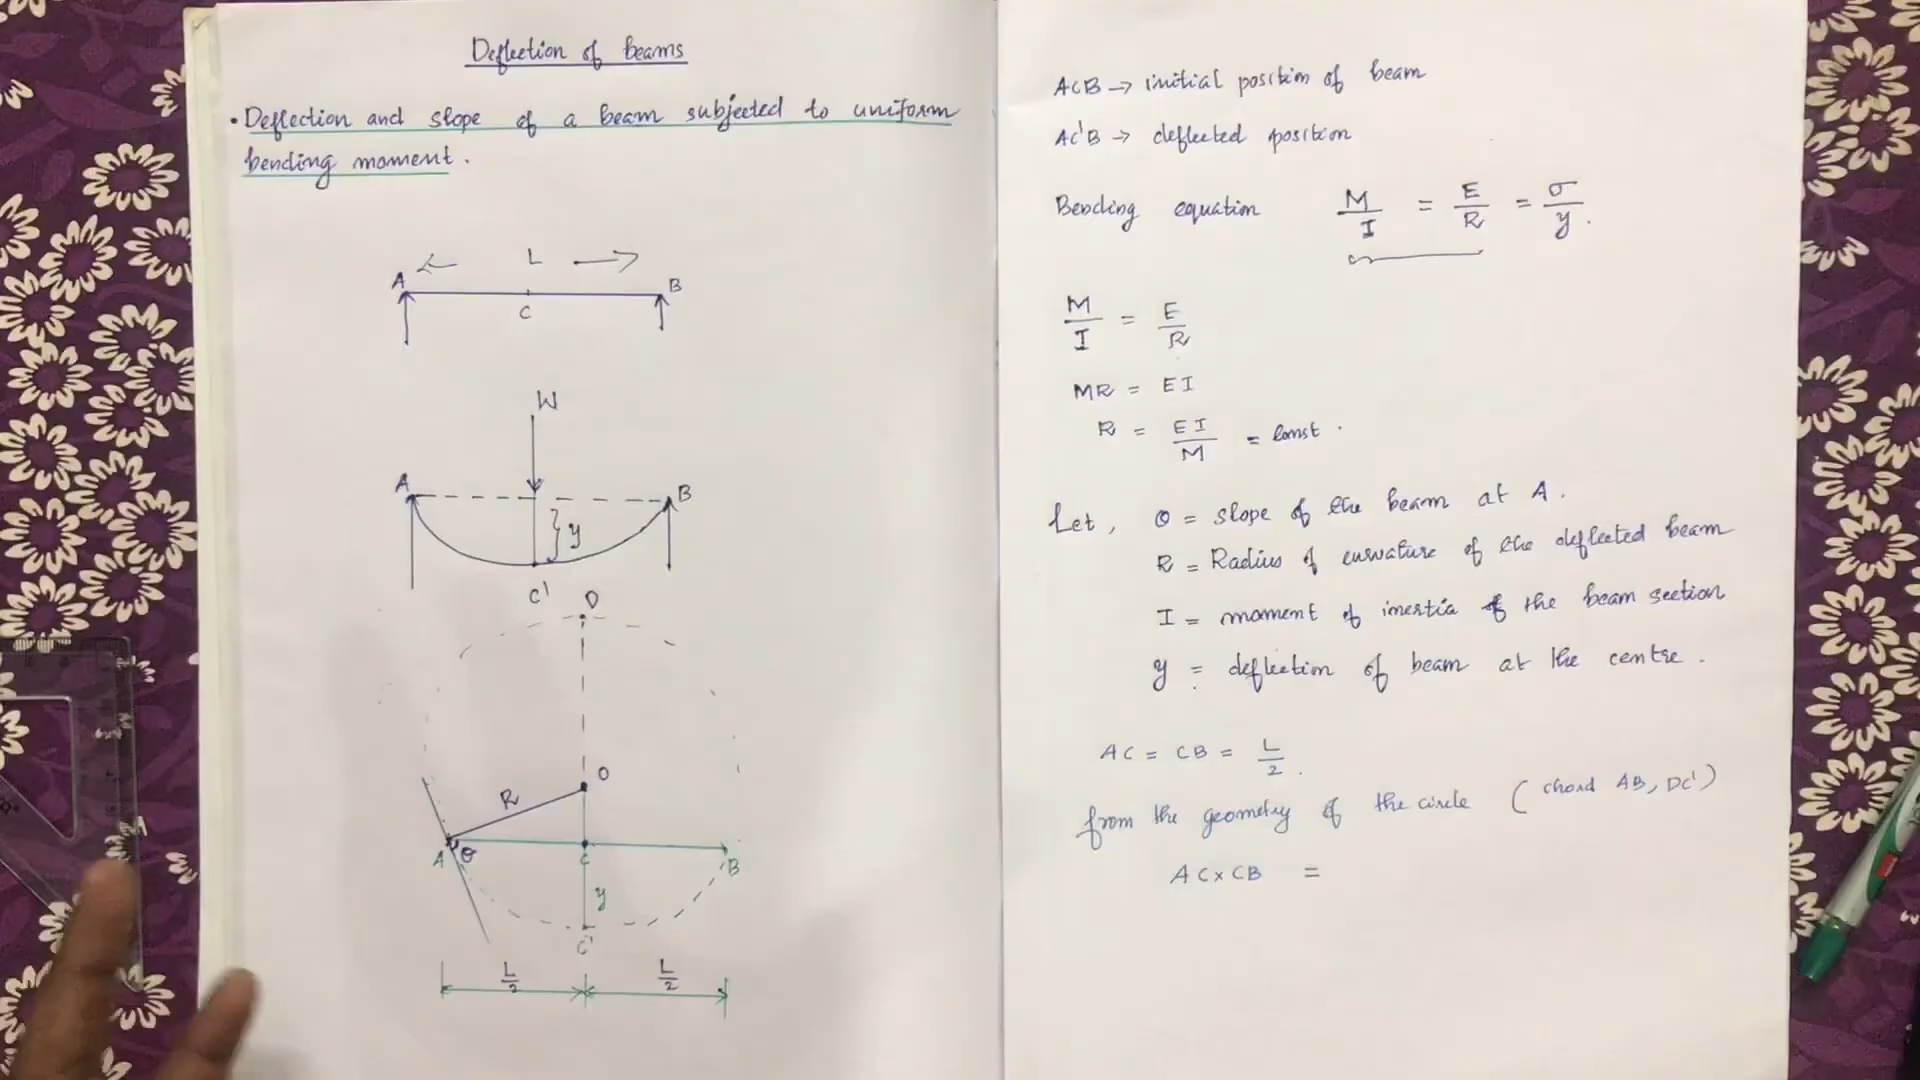 Deflection of beams
• Deflection and slope of a beam subjected to uniform
bending moment.
L
A
B
C
W
A
B
y
C'
D
O
R
A
θ
C
B
y
C'
L/2
L/2
ACB → initial position of beam
AC'B → deflected position
Bending equation M/I = E/R = σ/y.
M/I = E/R
MR = EI
R = EI/M = const.
Let, θ = slope of the beam at A.
R = Radius of curvature of the deflected beam
I = moment of inertia of the beam section
y = deflection of beam at the centre.
AC = CB = L/2.
from the geometry of the circle (chord AB, DC')
AC x CB =